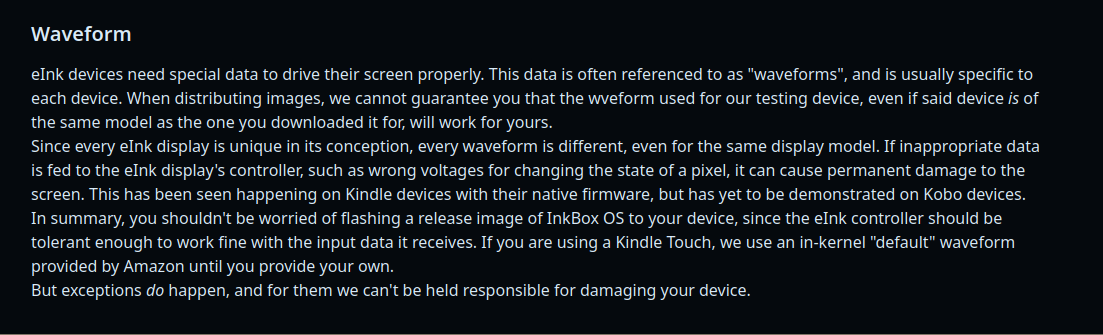 Waveform
eInk devices need special data to drive their screen properly. This data is often referenced to as "waveforms", and is usually specific to
each device. When distributing images, we cannot guarantee you that the wveform used for our testing device, even if said device is of
the same model as the one you downloaded it for, will work for yours.
Since every eInk display is unique in its conception, every waveform is different, even for the same display model. If inappropriate data
is fed to the eInk display's controller, such as wrong voltages for changing the state of a pixel, it can cause permanent damage to the
screen. This has been seen happening on Kindle devices with their native firmware, but has yet to be demonstrated on Kobo devices.
In summary, you shouldn't be worried of flashing a release image of InkBox OS to your device, since the eInk controller should be
tolerant enough to work fine with the input data it receives. If you are using a Kindle Touch, we use an in-kernel "default" waveform
provided by Amazon until you provide your own.
But exceptions do happen, and for them we can't be held responsible for damaging your device.